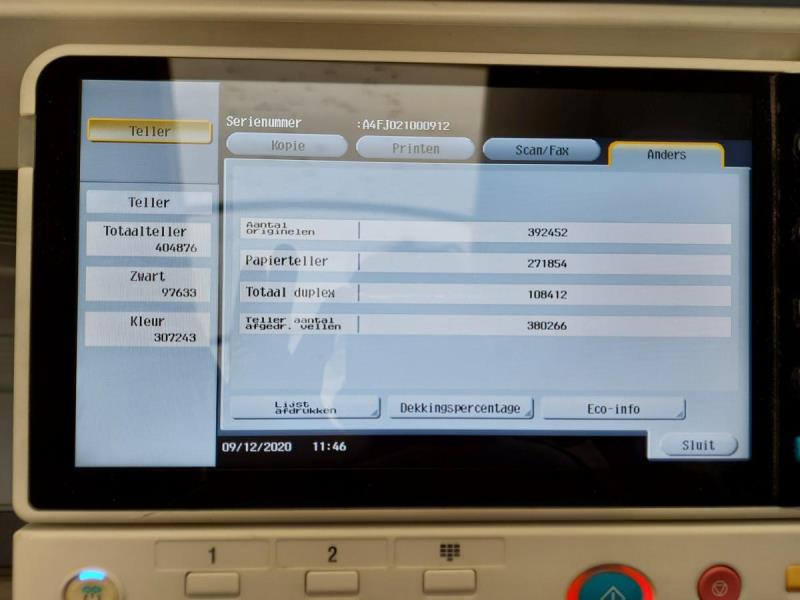 Teller
Serienummer :A4FJ021000912
Kopie
Printen
Scan/Fax
Anders
Teller
Totaalteller
404876
Zwart
97633
Kleur
307243
Aantal
originelen
392452
Papierteller
271854
Totaal duplex
108412
Teller aantal
afgedr. vellen
380266
Lijst
afdrukken
Dekkingspercentage
Eco-info
09/12/2020 11:46
Sluit
1
2